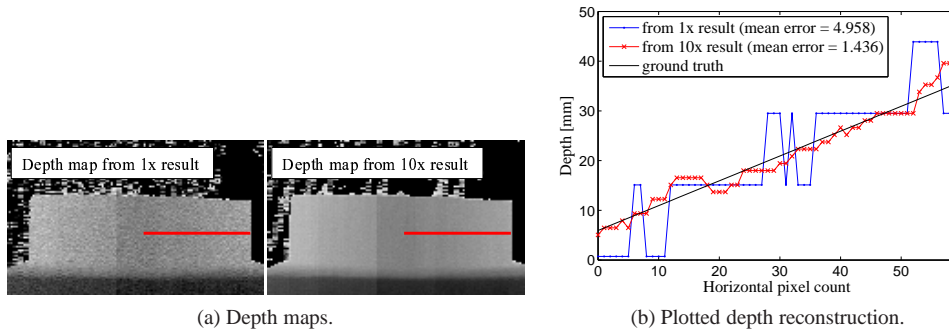 Depth map from 1x result
Depth map from 10x result
(a) Depth maps.
50
40
30
20
10
0
Depth [mm]
from 1x result (mean error = 4.958)
from 10x result (mean error = 1.436)
ground truth
0 10 20 30 40 50
Horizontal pixel count
(b) Plotted depth reconstruction.